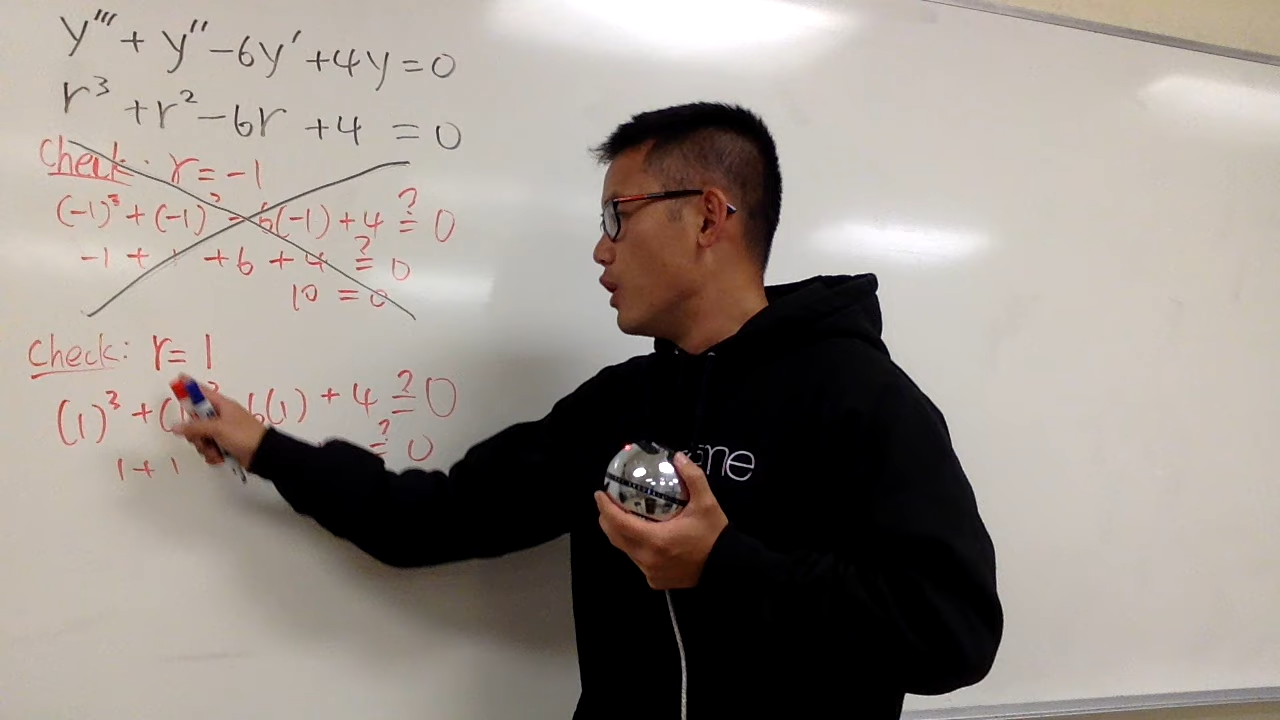 y''' + y'' - 6y' + 4y = 0
r³ + r² - 6r + 4 = 0
Check: r = -1
(-1)³ + (-1)² - 6(-1) + 4 ≟ 0
-1 + 1 + 6 + 4 ≟ 0
10 = 0
Check: r = 1
(1)³ + (1)² - 6(1) + 4 ≟ 0
1 + 1 ≟ 0
me